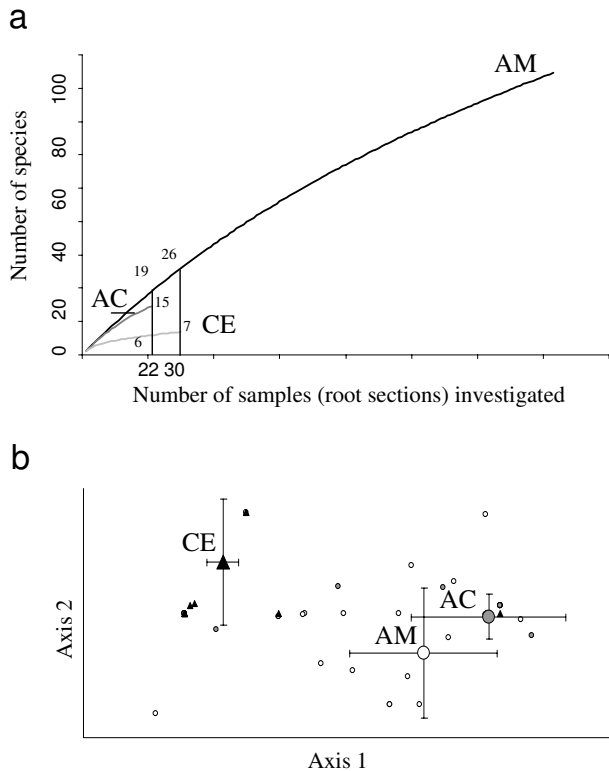 a
Number of species
100
80
60
40
20
0
AM
26
19
AC
15
CE
7
6
22 30
Number of samples (root sections) investigated
b
CE
AC
AM
Axis 2
Axis 1